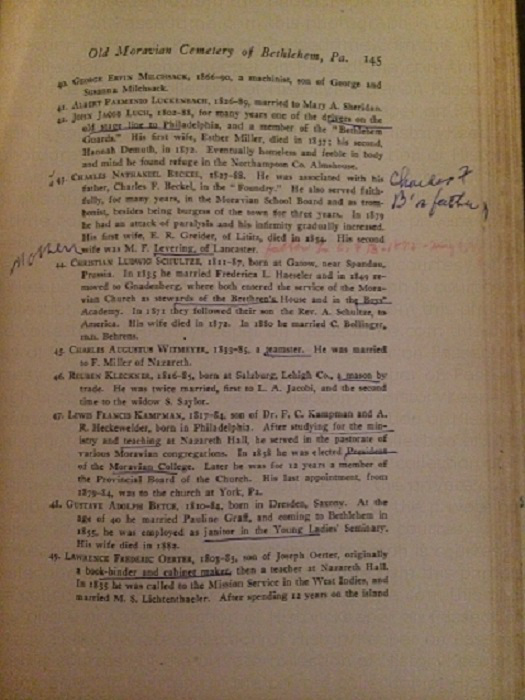 Old Moravian Cemetery of Bethlehem, Pa. 145
40. GEORGE ERVIN MILCHSACK, 1866-90, a machinist, son of George and
Susanna Milchsack.
41. ALBERT PARMENIO LUCKENBACH, 1826-89, married to Mary A. Sheridan.
42. JOHN JACOB LUCH, 1802-88, for many years one of the drivers on the
old stage line to Philadelphia, and a member of the "Bethlehem
Guards." His first wife, Esther Miller, died in 1837; his second,
Hannah Demuth, in 1872. Eventually homeless and feeble in body
and mind he found refuge in the Northampton Co. Almshouse.
43. CHARLES NATHANIEL BECKEL, 1827-88. He was associated with his
father, Charles F. Beckel, in the "Foundry." He also served faith-
fully, for many years, in the Moravian School Board and as trom-
bonist, besides being burgess of the town for three years. In 1879
he had an attack of paralysis and his infirmity gradually increased.
His first wife, E. R. Greider, of Lititz, died in 1854. His second
wife was M. F. Levering, of Lancaster.
Charles F
B's father
Mother
44. CHRISTIAN LUDWIG SCHULTZE, 1811-87, born at Gatow, near Spandau,
Prussia. In 1835 he married Frederica L. Haeseler and in 1849 re-
moved to Gnadenberg, where both entered the service of the Mora-
vian Church as stewards of the Brethren's House and in the Boys'
Academy. In 1871 they followed their son the Rev. A. Schultze, to
America. His wife died in 1872. In 1880 he married C. Bollinger,
m.n. Behrens.
45. CHARLES AUGUSTUS WITMEYER, 1859-85, a teamster. He was married
to F. Miller of Nazareth.
46. REUBEN KLECKNER, 1826-85, born at Salzburg, Lehigh Co., a mason by
trade. He was twice married, first to L. A. Jacobi, and the second
time to the widow S. Saylor.
47. LEWIS FRANCIS KAMPMAN, 1817-84, son of Dr. F. C. Kampman and A.
R. Heckewelder, born in Philadelphia. After studying for the min-
istry and teaching at Nazareth Hall, he served in the pastorate of
various Moravian congregations. In 1858 he was elected President
of the Moravian College. Later he was for 12 years a member of
the Provincial Board of the Church. His last appointment, from
1879-84, was to the church at York, Pa.
48. GUSTAVE ADOLPH BETGE, 1810-84, born in Dresden, Saxony. At the
age of 40 he married Pauline Graff, and coming to Bethlehem in
1855, he was employed as janitor in the Young Ladies' Seminary.
His wife died in 1882.
49. LAWRENCE FREDERIC OERTER, 1803-83, son of Joseph Oerter, originally
a book-binder and cabinet maker, then a teacher at Nazareth Hall.
In 1835 he was called to the Mission Service in the West Indies, and
married M. S. Lichtenthaeler. After spending 12 years on the island